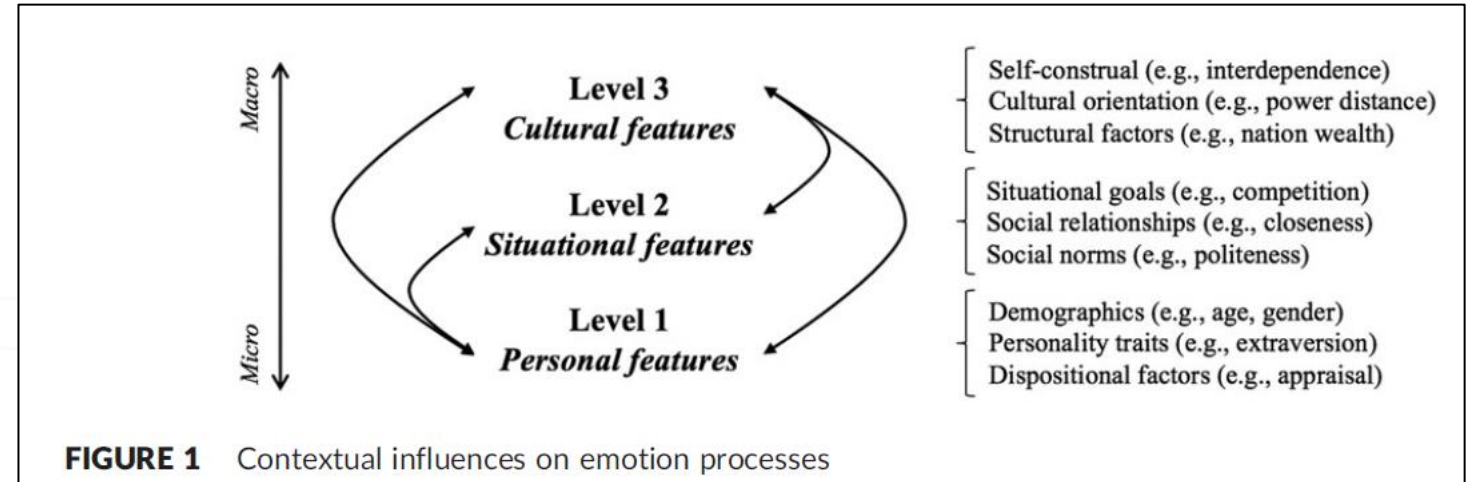 Macro
Micro
Level 3
Cultural features
Level 2
Situational features
Level 1
Personal features
Self-construal (e.g., interdependence)
Cultural orientation (e.g., power distance)
Structural factors (e.g., nation wealth)
Situational goals (e.g., competition)
Social relationships (e.g., closeness)
Social norms (e.g., politeness)
Demographics (e.g., age, gender)
Personality traits (e.g., extraversion)
Dispositional factors (e.g., appraisal)
FIGURE 1 Contextual influences on emotion processes